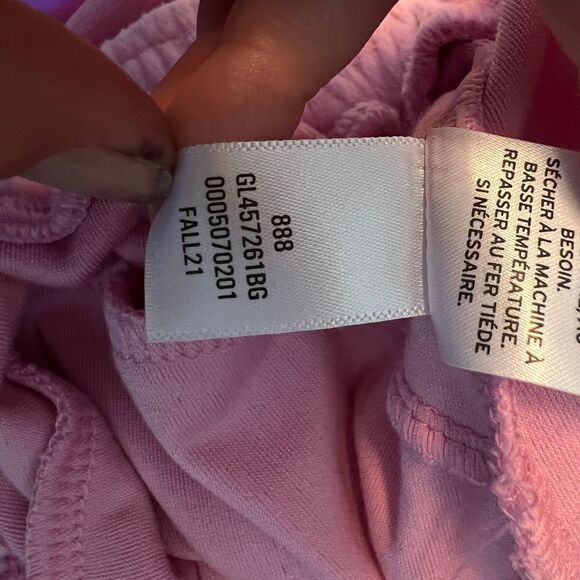 888
GL457261BG
0005070201
FALL21
BESOIN.
SÉCHER À LA MACHINE À
BASSE TEMPÉRATURE.
REPASSER AU FER TIÈDE
SI NÉCESSAIRE.